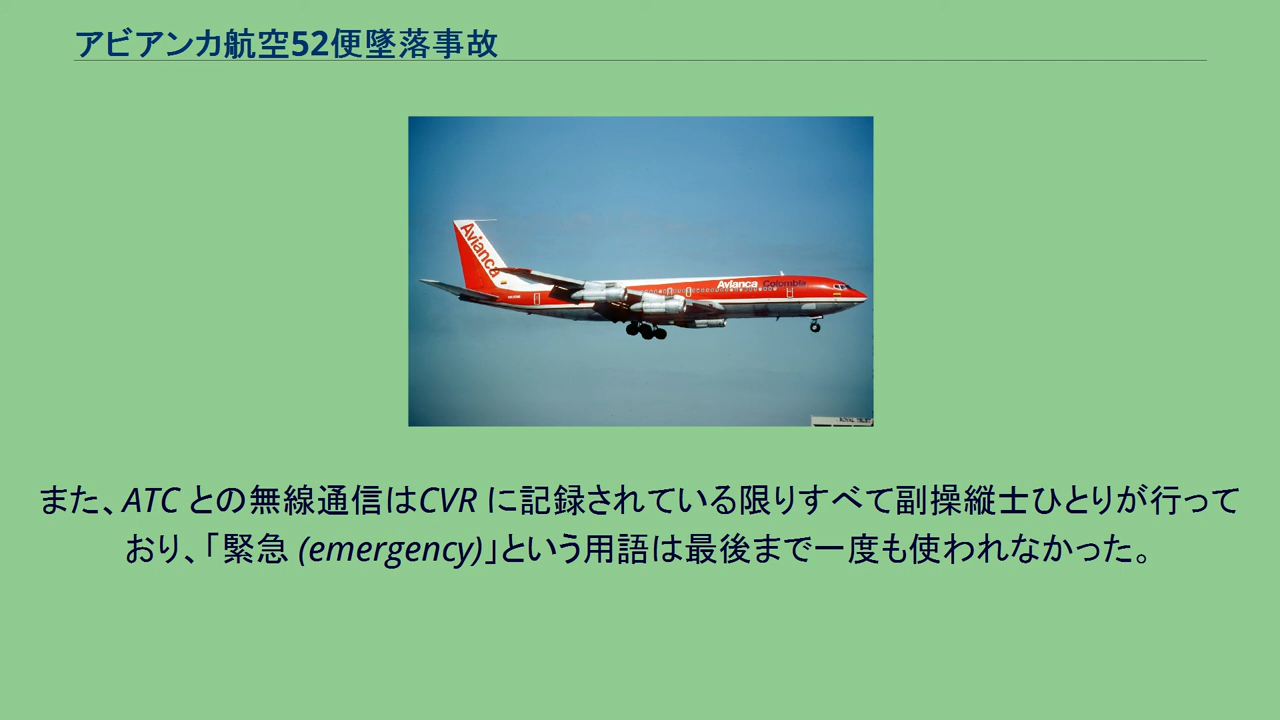 アビアンカ航空52便墜落事故
Avianca
Avianca Colombia
また、ATC との無線通信はCVR に記録されている限りすべて副操縦士ひとりが行って
おり、「緊急 (emergency)」という用語は最後まで一度も使われなかった。